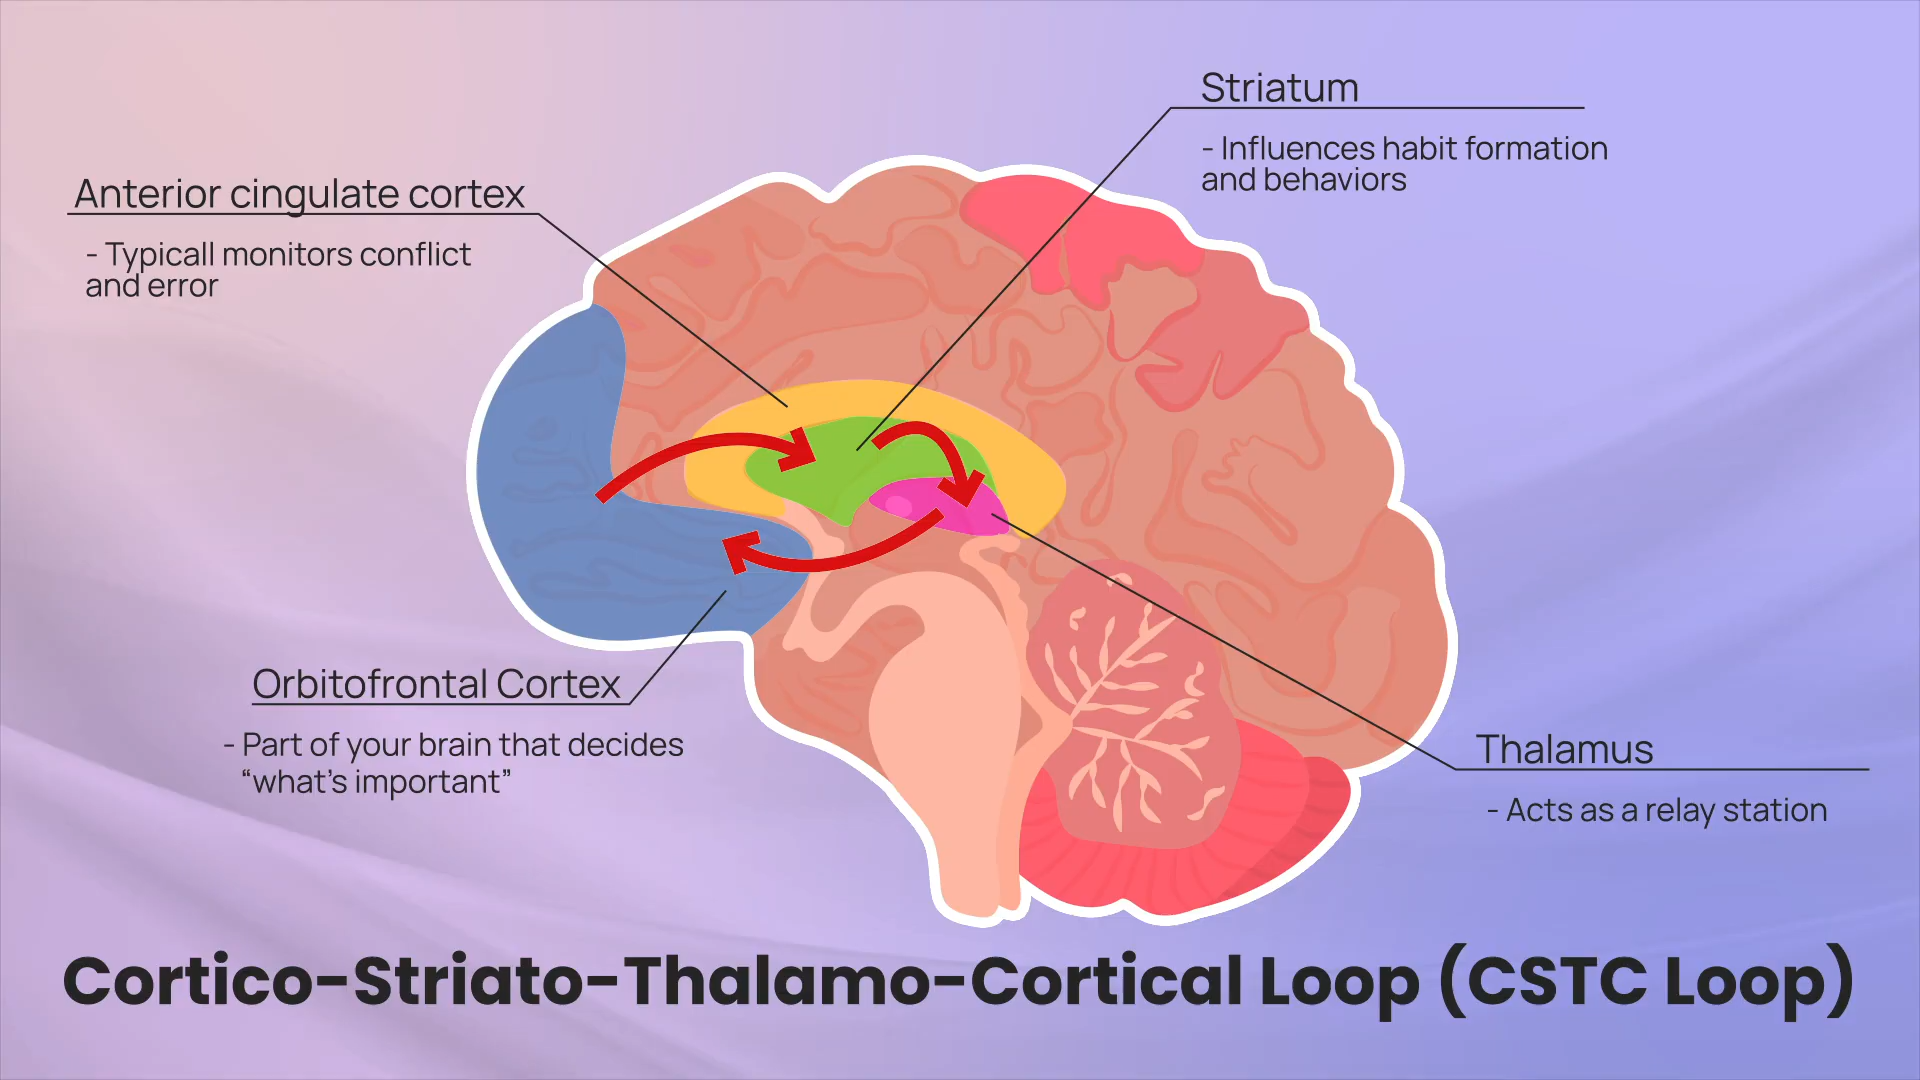 Striatum
- Influences habit formation
and behaviors
Anterior cingulate cortex
- Typicall monitors conflict
and error
Orbitofrontal Cortex
- Part of your brain that decides
“what’s important”
Thalamus
- Acts as a relay station
Cortico-Striato-Thalamo-Cortical Loop (CSTC Loop)